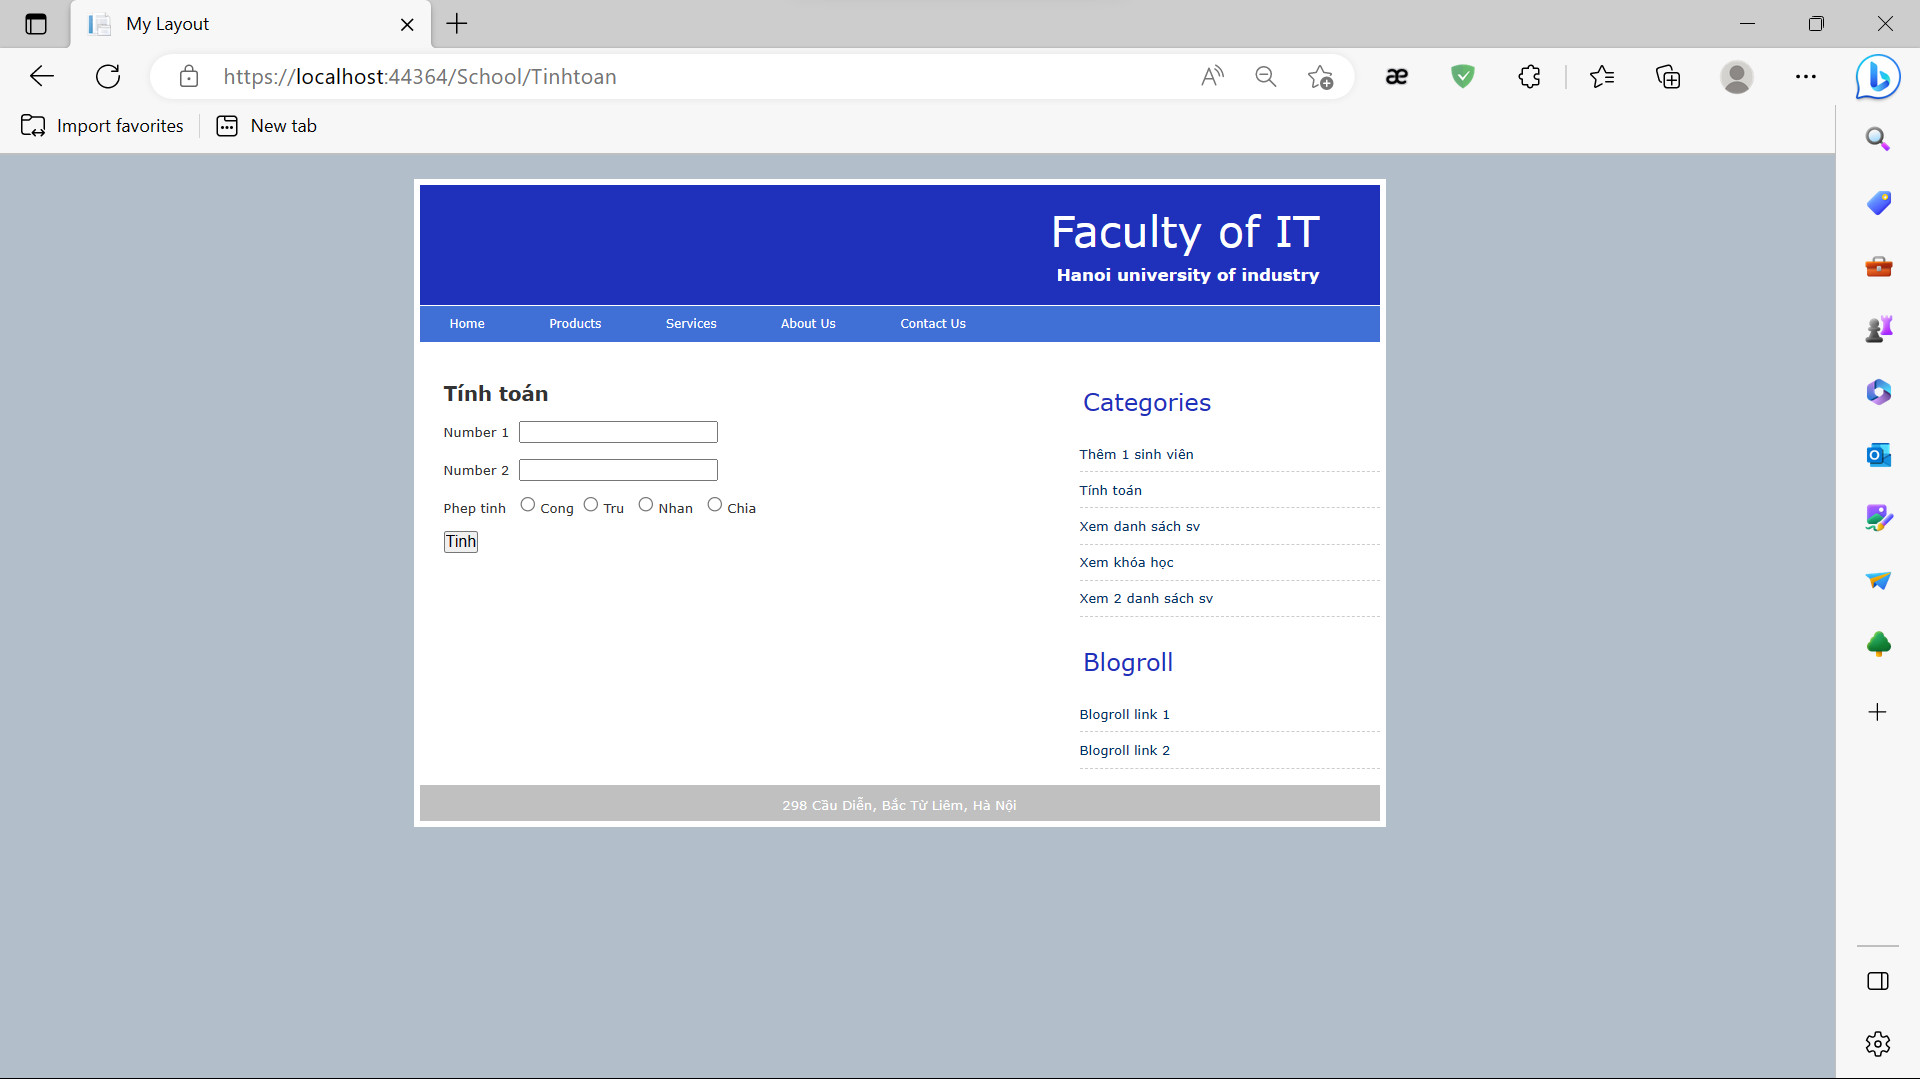 My Layout
https://localhost:44364/School/Tinhtoan
Import favorites
New tab
Faculty of IT
Hanoi university of industry
Home Products Services About Us Contact Us
Tính toán
Number 1
Number 2
Phep tinh Cong Tru Nhan Chia
Tinh
Categories
Thêm 1 sinh viên
Tính toán
Xem danh sách sv
Xem khóa học
Xem 2 danh sách sv
Blogroll
Blogroll link 1
Blogroll link 2
298 Cầu Diễn, Bắc Từ Liêm, Hà Nội